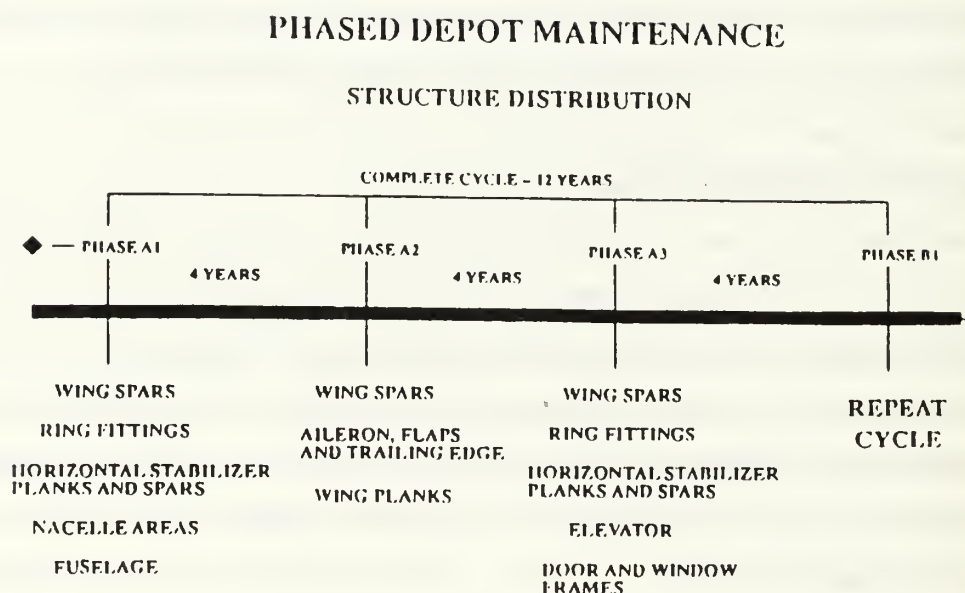 PHASED DEPOT MAINTENANCE
STRUCTURE DISTRIBUTION
COMPLETE CYCLE – 12 YEARS
PHASE A1
PHASE A2
PHASE A3
PHASE B1
4 YEARS
4 YEARS
4 YEARS
WING SPARS
RING FITTINGS
HORIZONTAL STABILIZER
PLANKS AND SPARS
NACELLE AREAS
FUSELAGE
WING SPARS
AILERON, FLAPS
AND TRAILING EDGE
WING PLANKS
WING SPARS
RING FITTINGS
HORIZONTAL STABILIZER
PLANKS AND SPARS
ELEVATOR
DOOR AND WINDOW
FRAMES
REPEAT
CYCLE